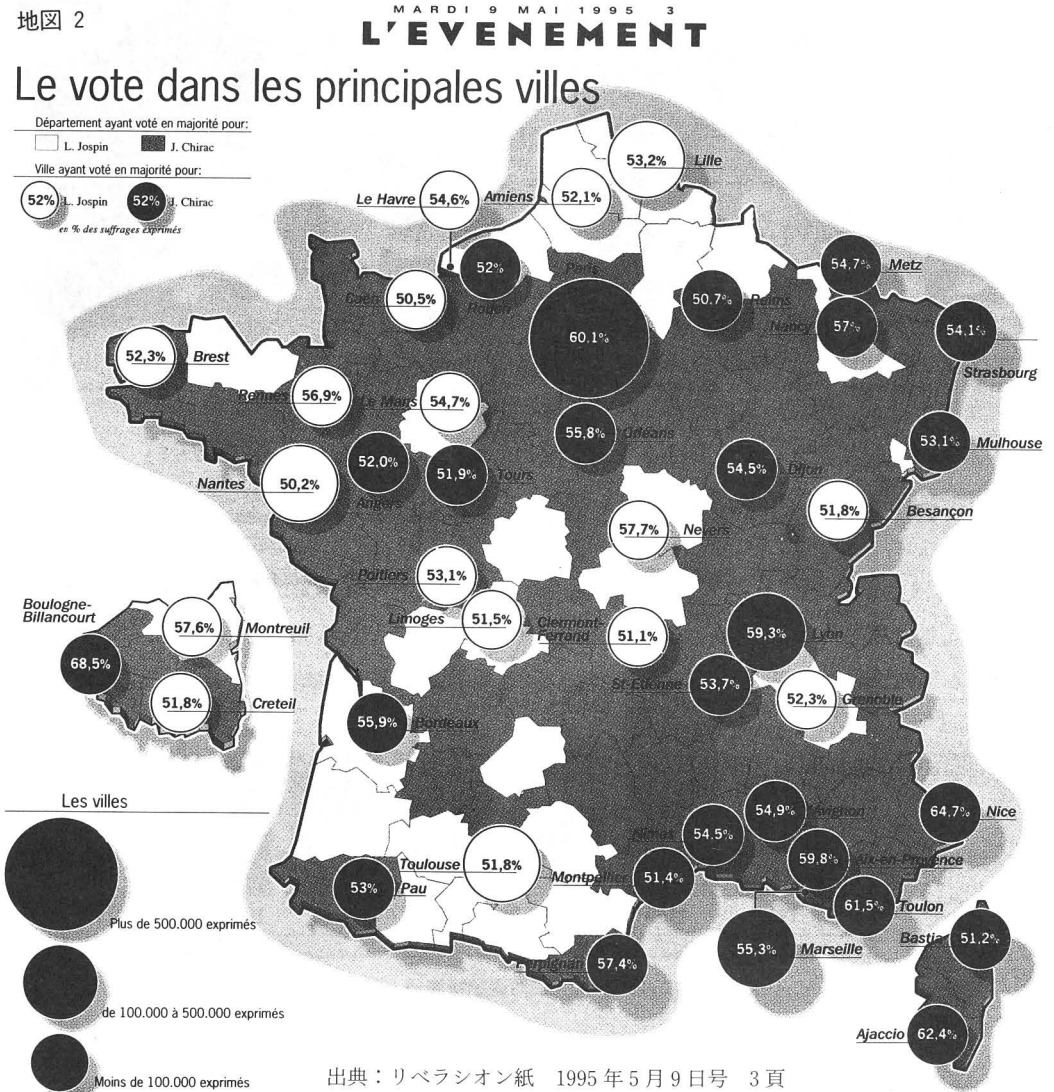 地図 2
MARDI 9 MAI 1995 3
L'EVENEMENT
Le vote dans les principales villes
Département ayant voté en majorité pour:
L. Jospin J. Chirac
Ville ayant voté en majorité pour:
52% L. Jospin 52% J. Chirac
en % des suffrages exprimés
53,2% Lille
Le Havre 54,6% Amiens 52,1%
54,7% Metz
52% Rouen
Paris 60,1%
50.7% Reims
Caen 50,5%
Nancy 57%
54,1% Strasbourg
52,3% Brest
Rennes 56,9%
Le Mans 54,7%
55,8% Orléans
53,1% Mulhouse
52.0% Angers
51,9% Tours
54,5% Dijon
Nantes 50,2%
51,8% Besançon
57,7% Nevers
Poitiers 53,1%
Limoges 51,5%
Clermont-Ferrand 51,1%
59,3% Lyon
Boulogne-
Billancourt
68,5%
57,6% Montreuil
51,8% Creteil
St-Etienne 53,7%
52,3% Grenoble
55,9% Bordeaux
Les villes
54,9% Avignon
64,7% Nice
Nîmes 54,5%
59,8% Aix-en-Provence
Toulouse 51,8%
Montpellier 51,4%
53% Pau
61,5% Toulon
Plus de 500.000 exprimés
55,3% Marseille
Bastia 51,2%
Perpignan 57,4%
de 100.000 à 500.000 exprimés
Ajaccio 62,4%
Moins de 100.000 exprimés
出典：リベラシオン紙 1995年5月9日号 3頁